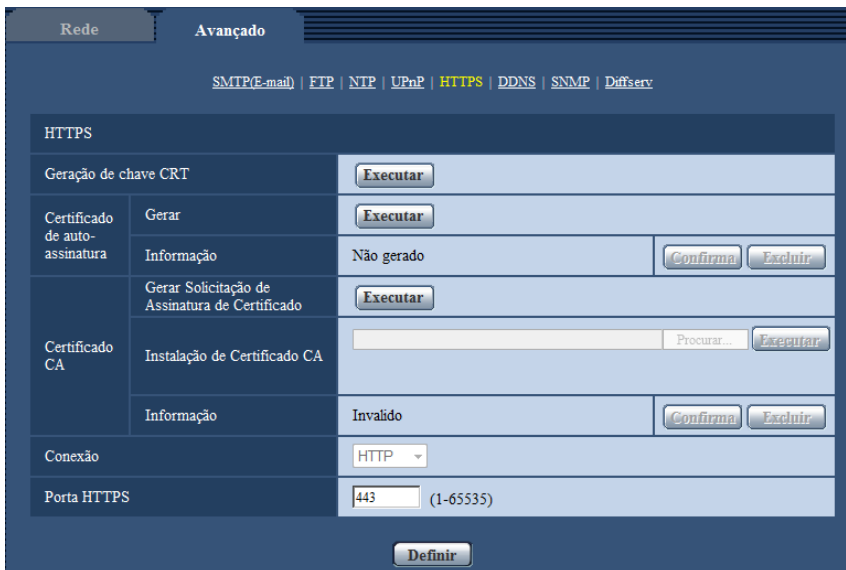 Rede
Avançado
SMTP(E-mail) | FTP | NTP | UPnP | HTTPS | DDNS | SNMP | Diffserv
HTTPS
Geração de chave CRT
Executar
Certificado
de auto-
assinatura
Gerar
Executar
Informação
Não gerado
Confirma
Excluir
Certificado
CA
Gerar Solicitação de
Assinatura de Certificado
Executar
Instalação de Certificado CA
Procurar...
Executar
Informação
Invalido
Confirma
Excluir
Conexão
HTTP
Porta HTTPS
443 (1-65535)
Definir